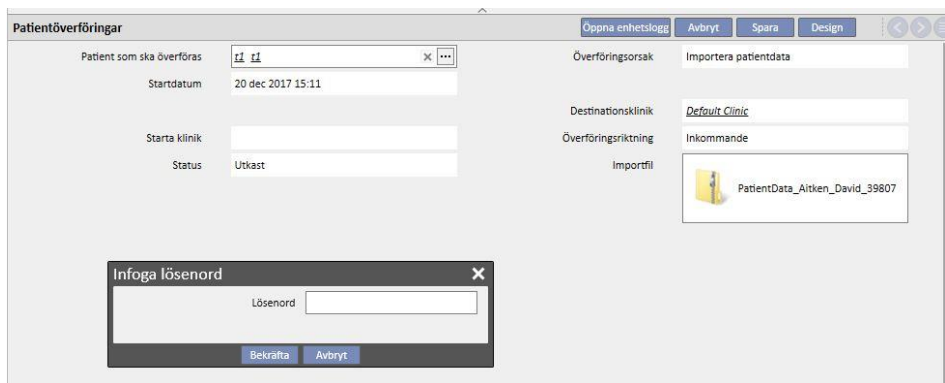 Patientöverföringar
Öppna enhetslogg
Avbryt
Spara
Design
Patient som ska överföras
t1 t1
Startdatum
20 dec 2017 15:11
Starta klinik
Status
Utkast
Överföringsorsak
Importera patientdata
Destinationsklinik
Default Clinic
Överföringsriktning
Inkommande
Importfil
PatientData_Aitken_David_39807
Infoga lösenord
Lösenord
Bekräfta
Avbryt